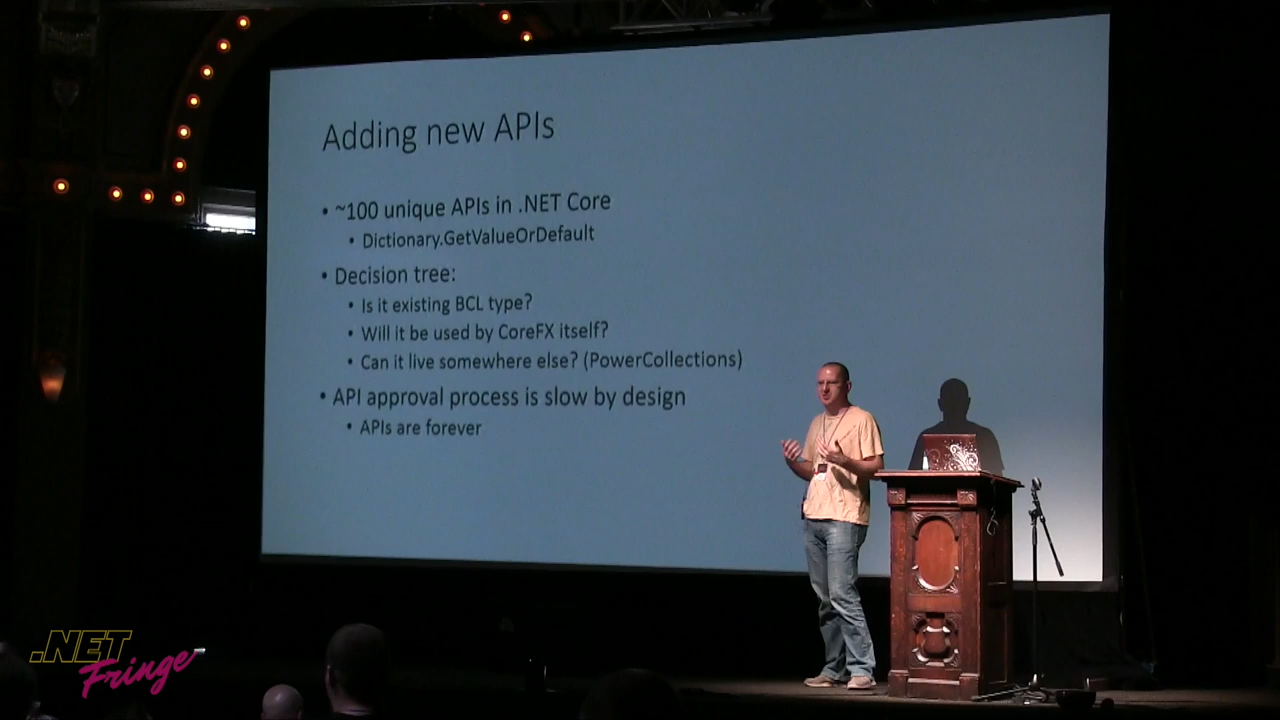 Adding new APIs
• ~100 unique APIs in .NET Core
• Dictionary.GetValueOrDefault
• Decision tree:
• Is it existing BCL type?
• Will it be used by CoreFX itself?
• Can it live somewhere else? (PowerCollections)
• API approval process is slow by design
• APIs are forever
.NET
Fringe